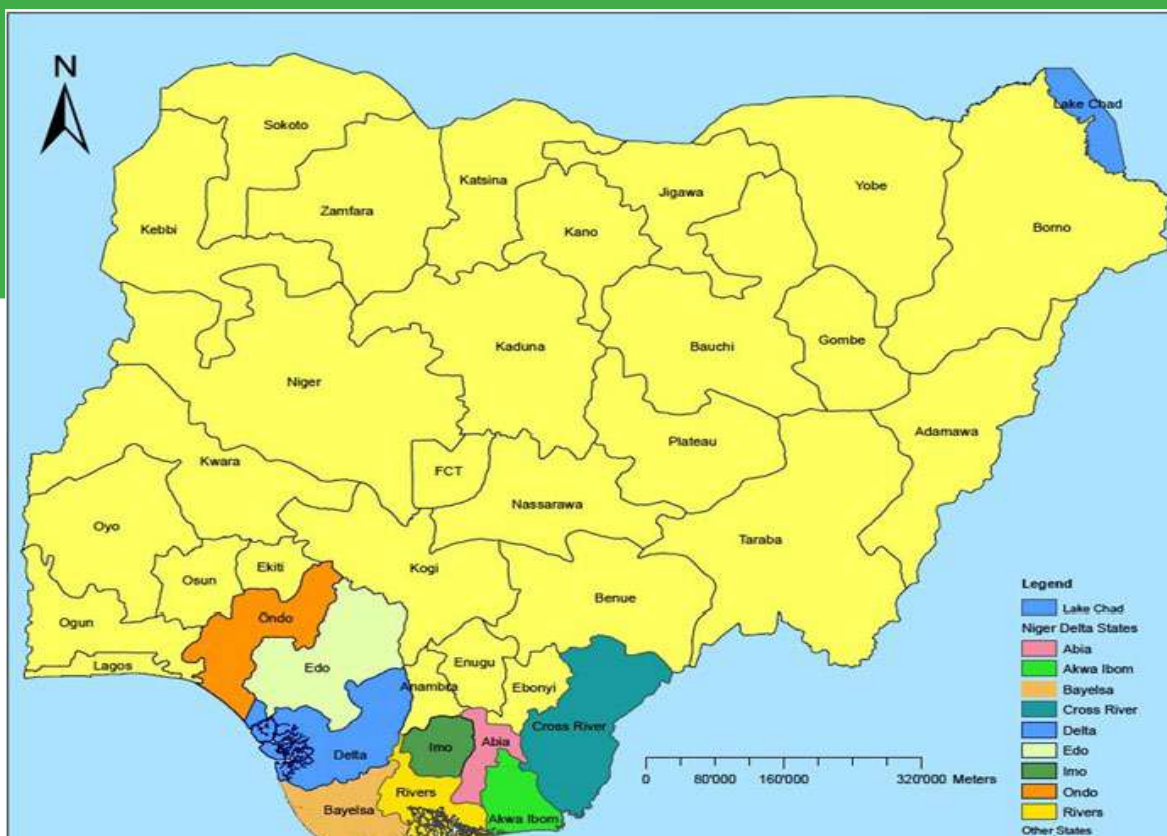 N
Lake Chad
Sokoto
Katsina
Jigawa
Yobe
Zamfara
Kano
Kebbi
Borno
Kaduna
Bauchi
Gombe
Niger
Plateau
Adamawa
Kwara
FCT
Nassarawa
Oyo
Taraba
Osun
Ekiti
Kogi
Benue
Ogun
Öndo
Lagos
Edo
Enugu
Anambra
Ebonyi
Cross River
Delta
Imo
Abia
Bayelsa
Rivers
Akwa Ibom
0 80'000 160'000 320'000 Meters
Legend
Lake Chad
Niger Delta States
Abia
Akwa Ibom
Bayelsa
Cross River
Delta
Edo
Imo
Ondo
Rivers
Other States